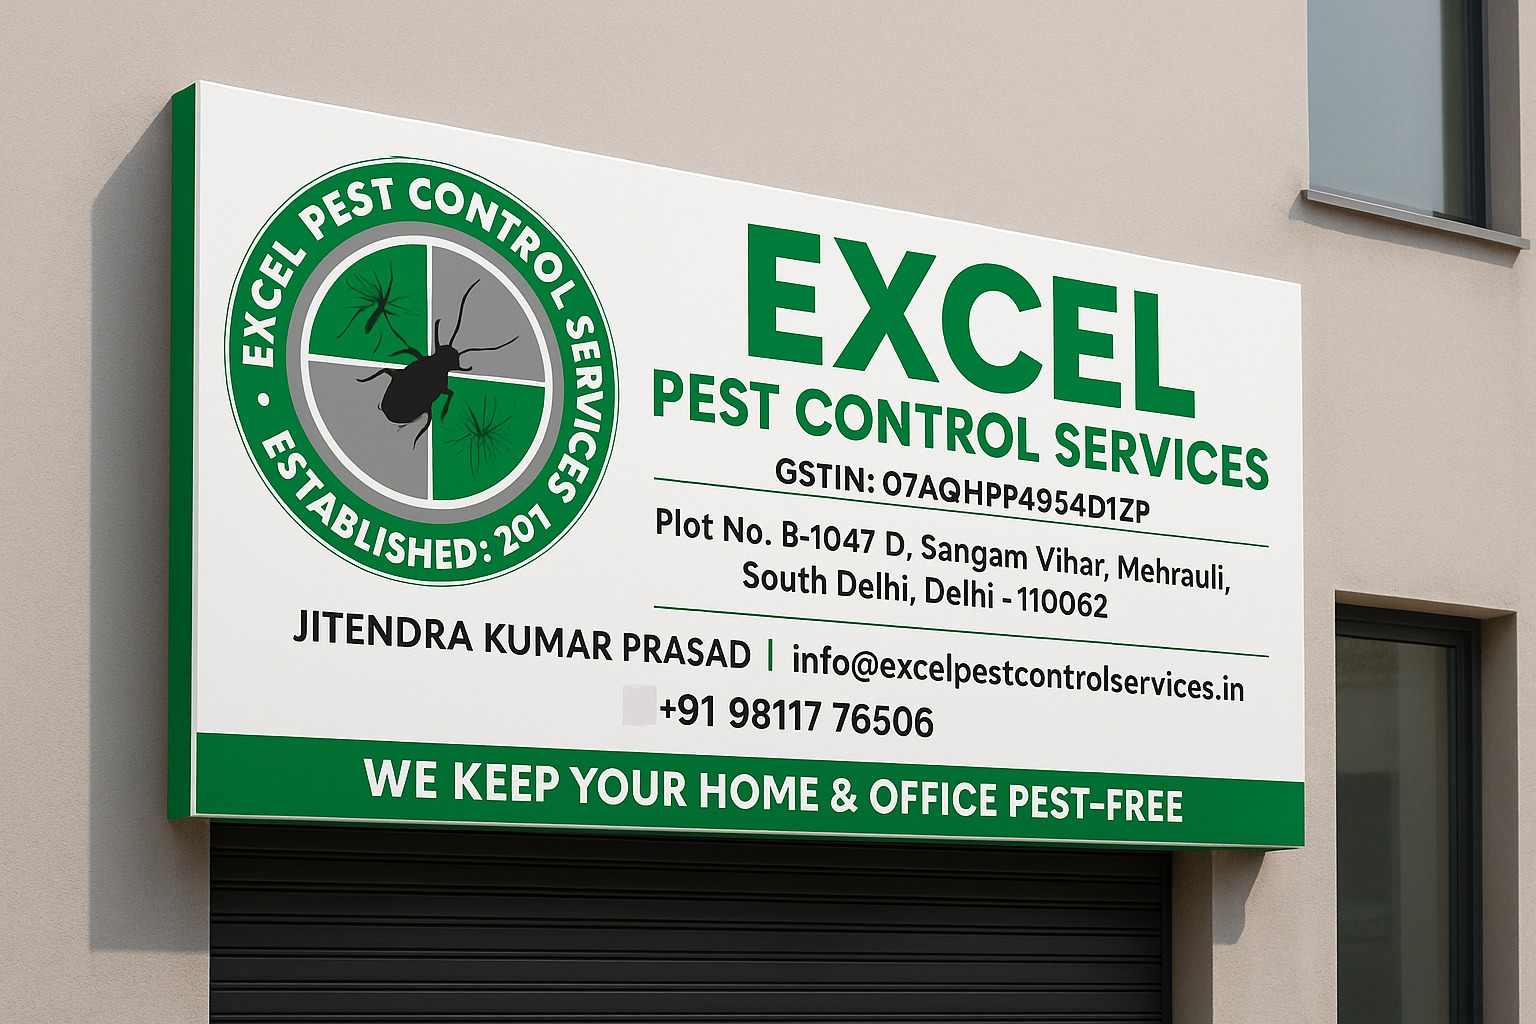 EXCEL PEST CONTROL SERVICES
• ESTABLISHED: 201
EXCEL
PEST CONTROL SERVICES
GSTIN: 07AQHPP4954D1ZP
Plot No. B-1047 D, Sangam Vihar, Mehrauli,
South Delhi, Delhi - 110062
JITENDRA KUMAR PRASAD | info@excelpestcontrolservices.in
+91 98117 76506
WE KEEP YOUR HOME & OFFICE PEST-FREE